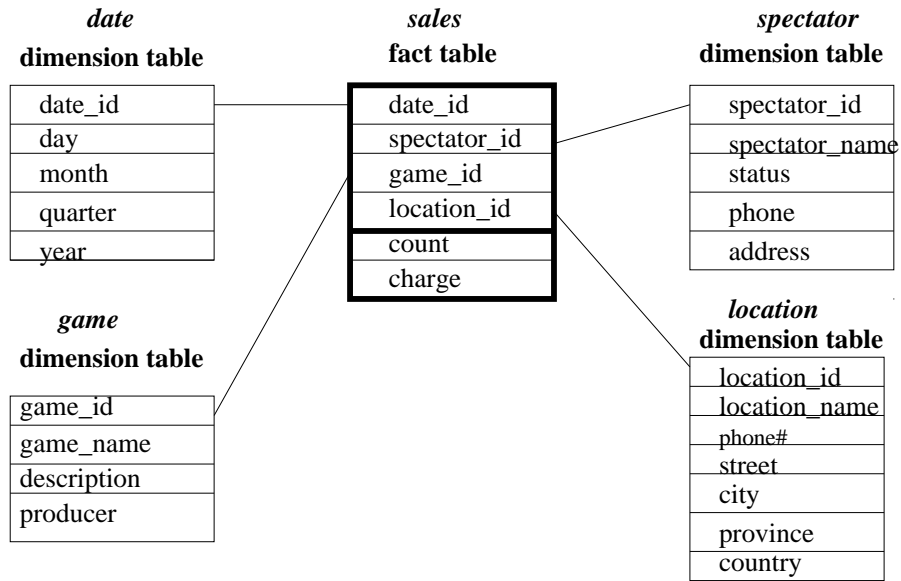 date
dimension table
date_id
day
month
quarter
year
game
dimension table
game_id
game_name
description
producer
sales
fact table
date_id
spectator_id
game_id
location_id
count
charge
spectator
dimension table
spectator_id
spectator_name
status
phone
address
location
dimension table
location_id
location_name
phone#
street
city
province
country